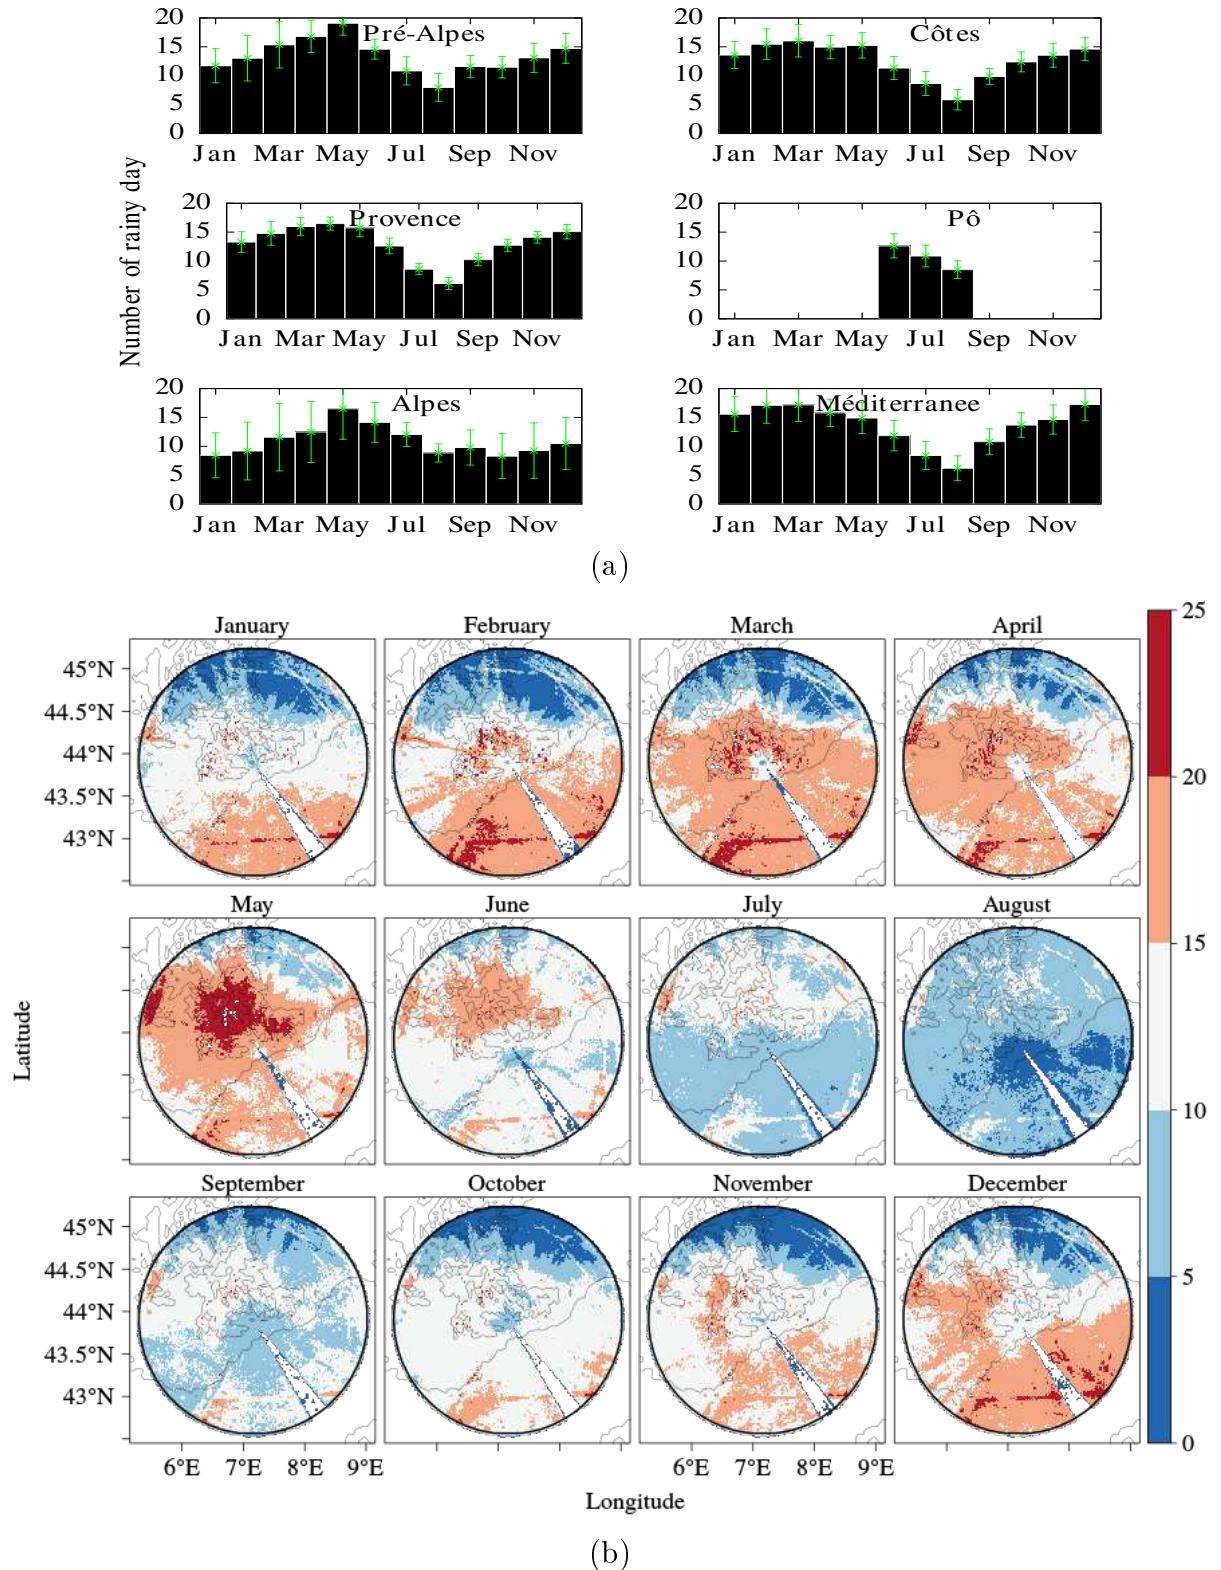 Number of rainy day
20 15 10 5 0
Pré-Alpes
Jan Mar May Jul Sep Nov
20 15 10 5 0
Côtes
Jan Mar May Jul Sep Nov
20 15 10 5 0
Provence
Jan Mar May Jul Sep Nov
20 15 10 5 0
Pô
Jan Mar May Jul Sep Nov
20 15 10 5 0
Alpes
Jan Mar May Jul Sep Nov
20 15 10 5 0
Méditerranee
Jan Mar May Jul Sep Nov
(a)
January February March April
45°N
44.5°N
44°N
43.5°N
43°N
May June July August
Latitude
September October November December
45°N
44.5°N
44°N
43.5°N
43°N
6°E 7°E 8°E 9°E 6°E 7°E 8°E 9°E
Longitude
25
20
15
10
5
0
(b)